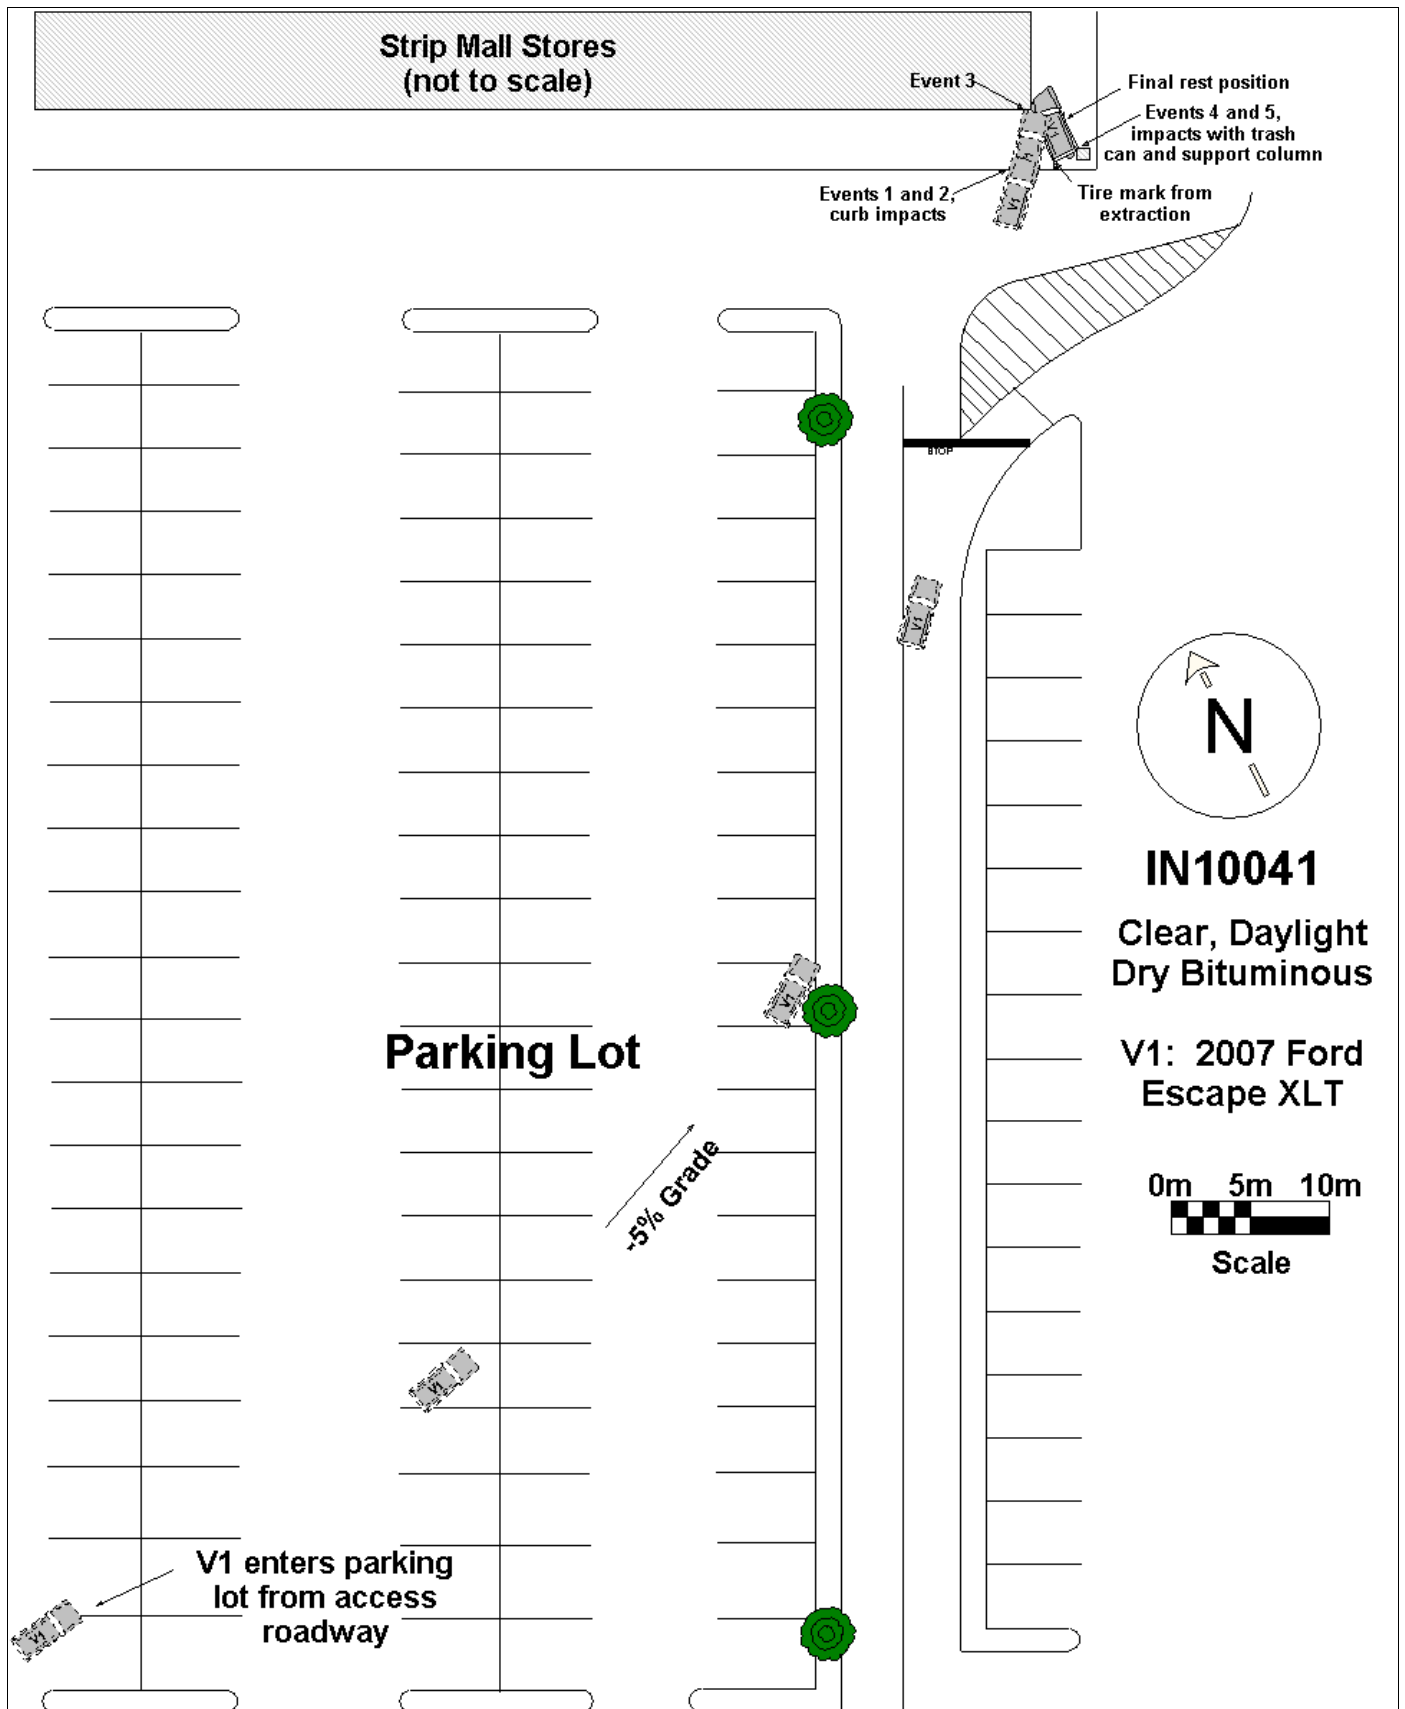 Strip Mall Stores
(not to scale)
Event 3
Final rest position
Events 4 and 5,
impacts with trash
can and support column
Events 1 and 2,
curb impacts
Tire mark from
extraction
V1
V1
V1
STOP
V1
N
IN10041
Clear, Daylight
Dry Bituminous
V1
Parking Lot
V1: 2007 Ford
Escape XLT
-5% Grade
0m 5m 10m
Scale
V1
V1 enters parking
lot from access
roadway
V1